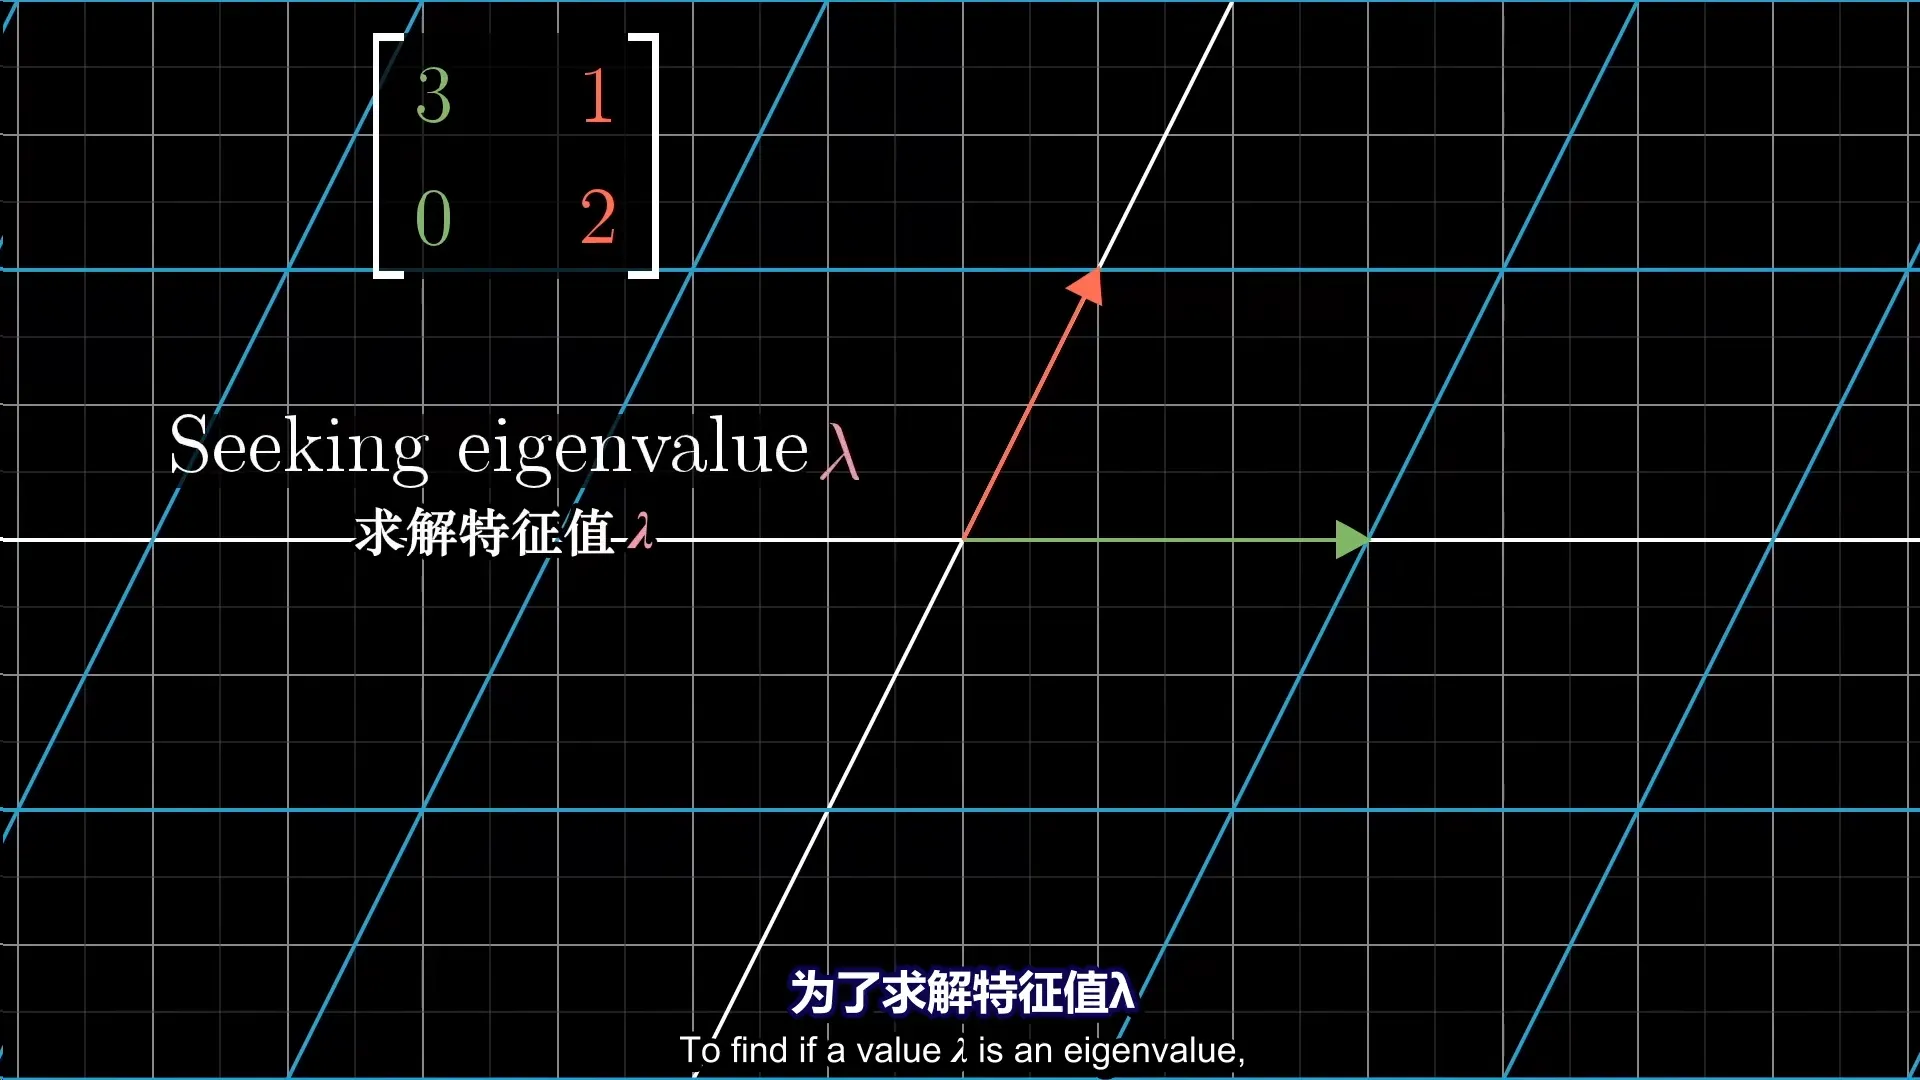 3 1
0 2
Seeking eigenvalue λ
求解特征值 λ
为了求解特征值λ
To find if a value λ is an eigenvalue,